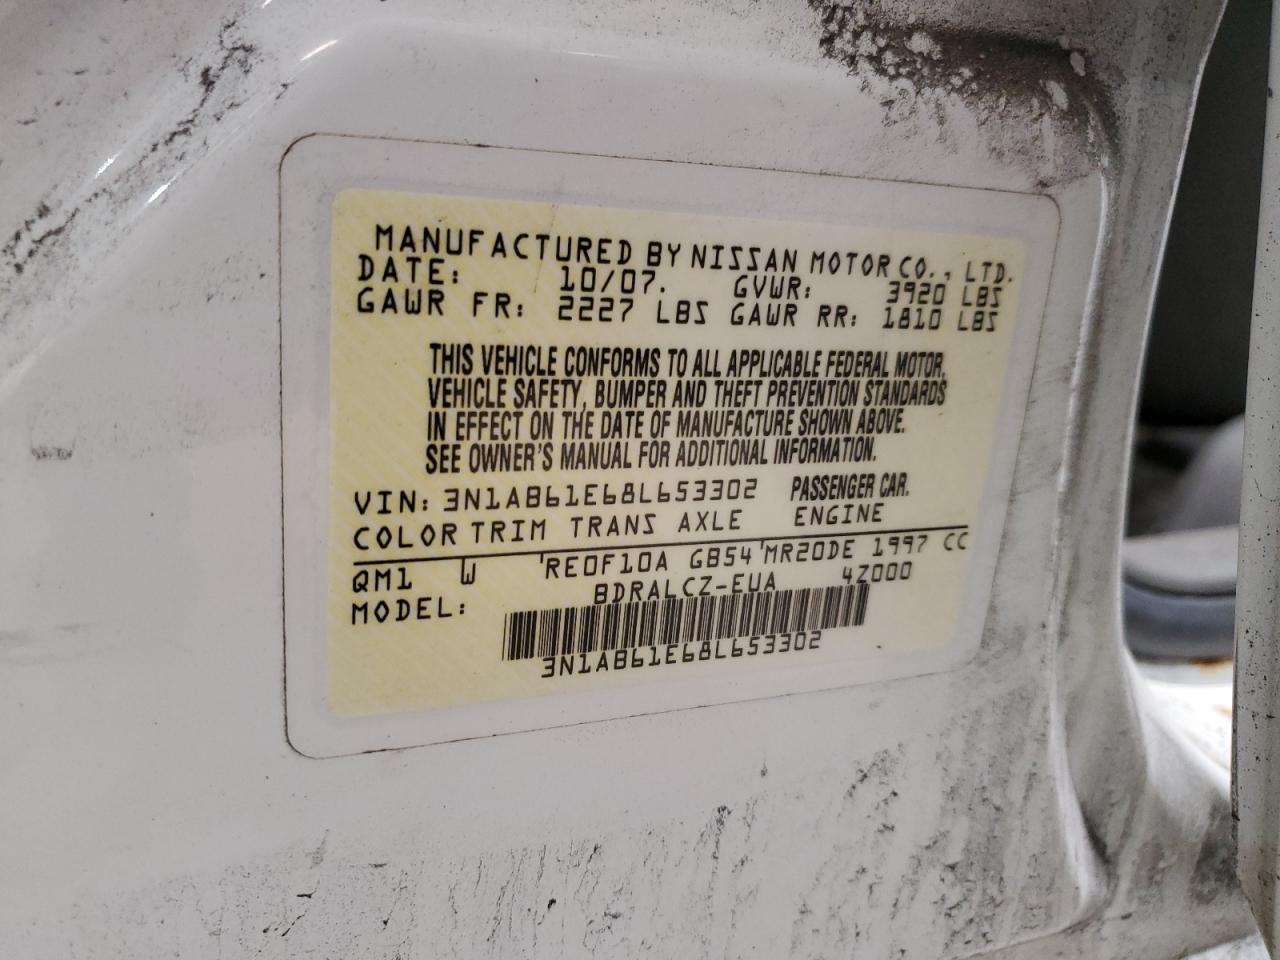 MANUFACTURED BY NISSAN MOTOR CO., LTD.
DATE: 10/07. GVWR: 3920 LBS
GAWR FR: 2227 LBS GAWR RR: 1810 LBS
THIS VEHICLE CONFORMS TO ALL APPLICABLE FEDERAL MOTOR
VEHICLE SAFETY, BUMPER AND THEFT PREVENTION STANDARDS
IN EFFECT ON THE DATE OF MANUFACTURE SHOWN ABOVE.
SEE OWNER'S MANUAL FOR ADDITIONAL INFORMATION.
VIN: 3N1AB61E68L653302 PASSENGER CAR.
COLOR TRIM TRANS AXLE ENGINE
QM1 W RE0F10A GB54 MR20DE 1997 CC
MODEL: BDRALCZ-EUA 4Z000
3N1AB61E68L653302